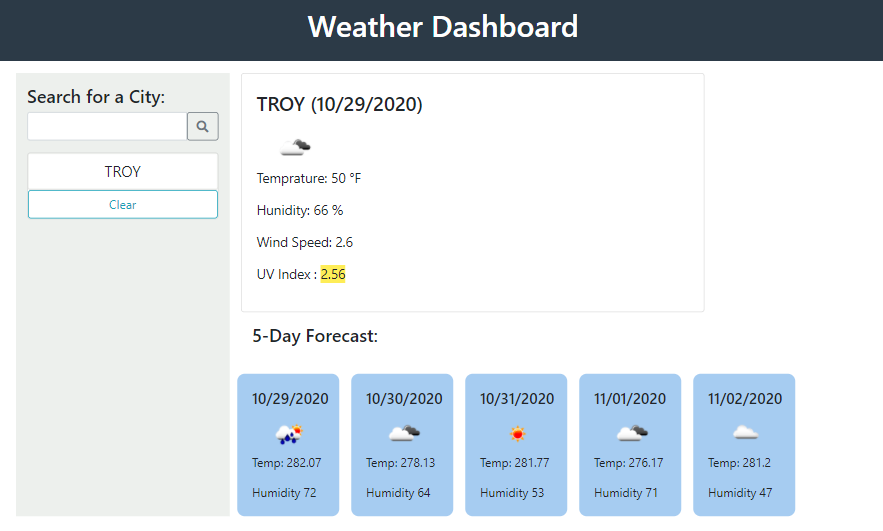 Weather Dashboard
Search for a City:
TROY
Clear
TROY (10/29/2020)
Temprature: 50 °F
Hunidity: 66 %
Wind Speed: 2.6
UV Index : 2.56
5-Day Forecast:
10/29/2020
Temp: 282.07
Humidity 72
10/30/2020
Temp: 278.13
Humidity 64
10/31/2020
Temp: 281.77
Humidity 53
11/01/2020
Temp: 276.17
Humidity 71
11/02/2020
Temp: 281.2
Humidity 47